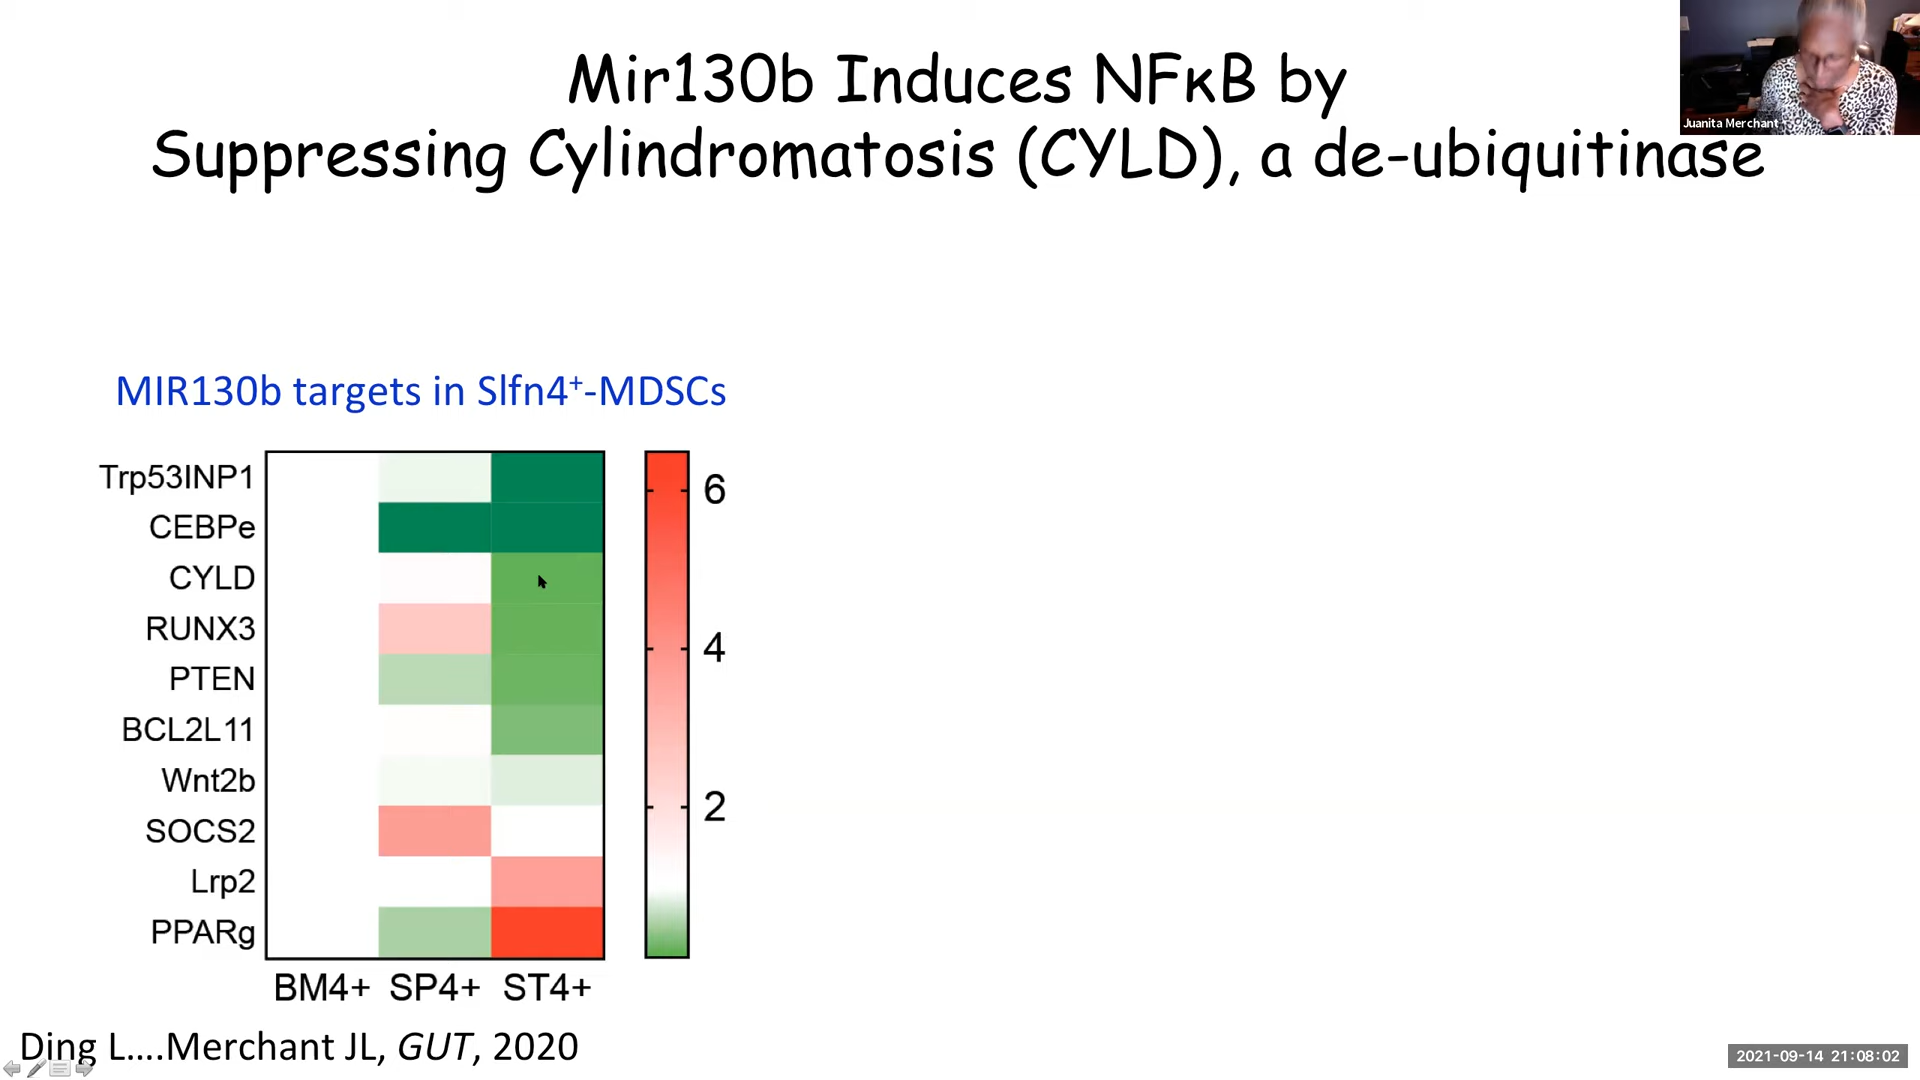 Mir130b Induces NFκB by
Suppressing Cylindromatosis (CYLD), a de-ubiquitinase
Juanita Merchant
MIR130b targets in Slfn4⁺-MDSCs
Trp53INP1
CEBPe
CYLD
RUNX3
PTEN
BCL2L11
Wnt2b
SOCS2
Lrp2
PPARg
6
4
2
BM4+ SP4+ ST4+
Ding L....Merchant JL, GUT, 2020
2021-09-14 21:08:02